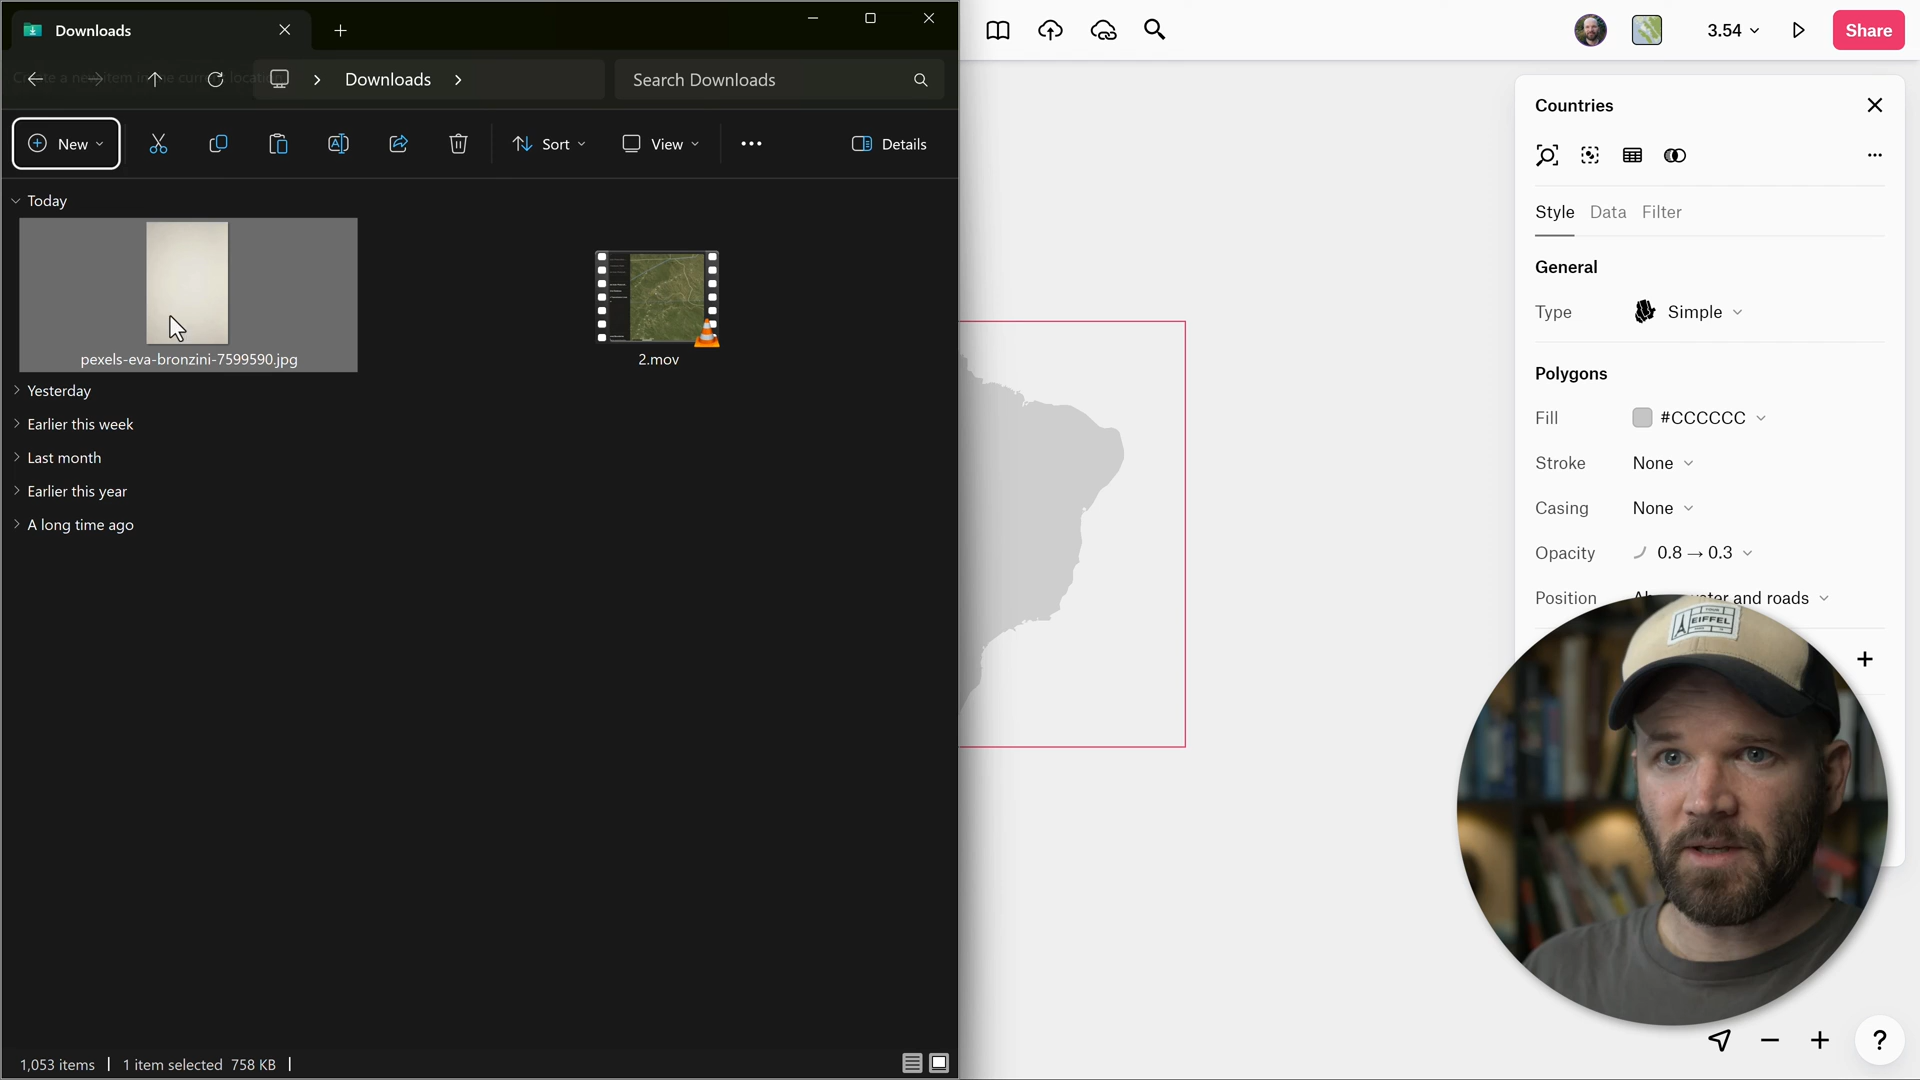 Downloads
Downloads
Search Downloads
New
Sort
View
Details
Today
pexels-eva-bronzini-7599590.jpg
2.mov
Yesterday
Earlier this week
Last month
Earlier this year
A long time ago
1,053 items
1 item selected 758 KB
3.54
Share
Countries
Style Data Filter
General
Type Simple
Polygons
Fill #CCCCCC
Stroke None
Casing None
Opacity 0.8 → 0.3
Position and roads
EIFFEL
?